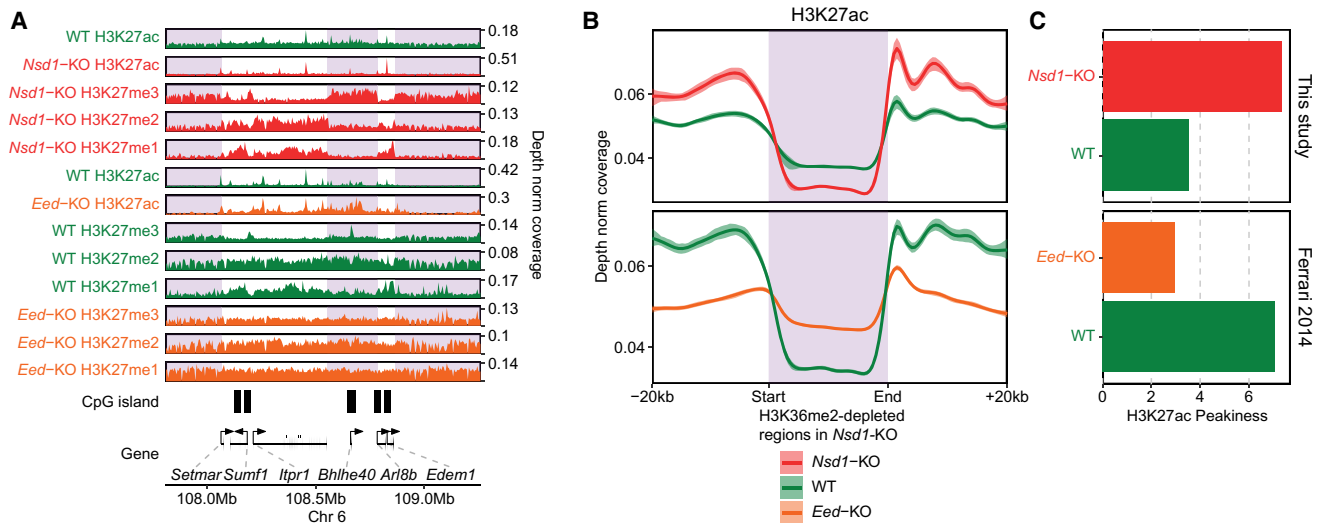 A
WT H3K27ac
0.18
Nsd1−KO H3K27ac
0.51
Nsd1−KO H3K27me3
0.12
Nsd1−KO H3K27me2
0.13
Nsd1−KO H3K27me1
0.18
WT H3K27ac
0.42
Eed−KO H3K27ac
0.3
WT H3K27me3
0.14
WT H3K27me2
0.08
WT H3K27me1
0.17
Eed−KO H3K27me3
0.13
Eed−KO H3K27me2
0.1
Eed−KO H3K27me1
0.14
Depth norm coverage
CpG island
Gene
Setmar Sumf1 Itpr1 Bhlhe40 Arl8b Edem1
108.0Mb 108.5Mb 109.0Mb
Chr 6
B
H3K27ac
Depth norm coverage
0.06
0.04
0.06
0.04
−20kb Start End +20kb
H3K36me2-depleted
regions in Nsd1-KO
Nsd1−KO
WT
Eed−KO
C
Nsd1−KO
WT
This study
Eed−KO
WT
Ferrari 2014
0 2 4 6
H3K27ac Peakiness